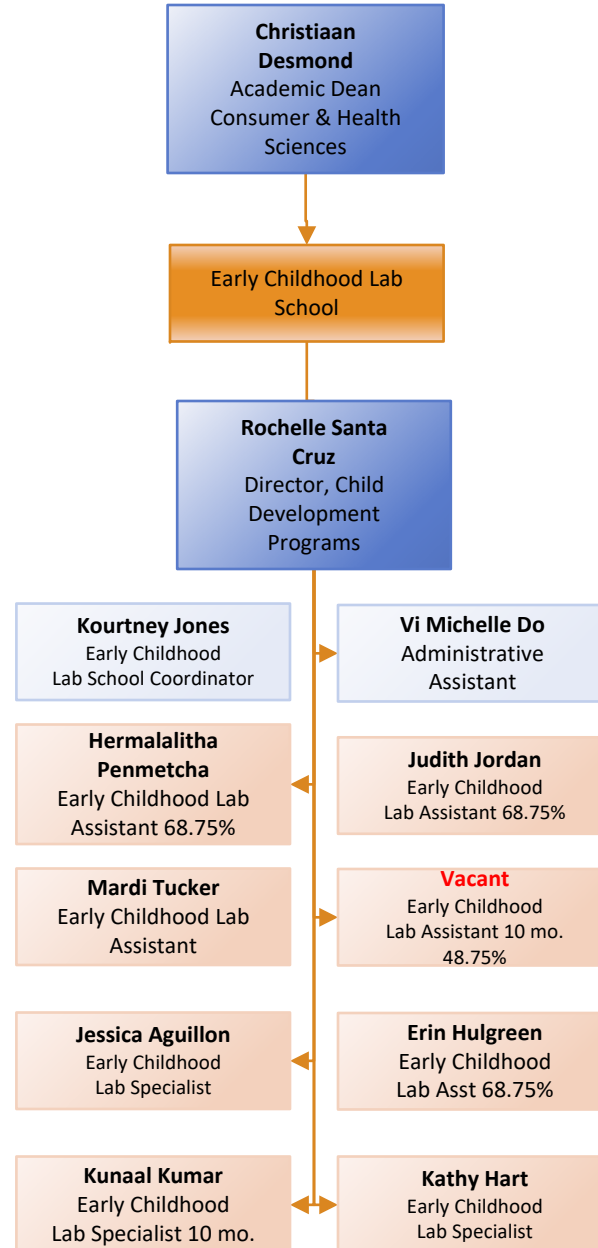 Christiaan
Desmond
Academic Dean
Consumer & Health
Sciences
Early Childhood Lab
School
Rochelle Santa
Cruz
Director, Child
Development
Programs
Kourtney Jones
Early Childhood
Lab School Coordinator
Vi Michelle Do
Administrative
Assistant
Hermalalitha
Penmetcha
Early Childhood Lab
Assistant 68.75%
Judith Jordan
Early Childhood
Lab Assistant 68.75%
Mardi Tucker
Early Childhood Lab
Assistant
Vacant
Early Childhood
Lab Assistant 10 mo.
48.75%
Jessica Aguillon
Early Childhood
Lab Specialist
Erin Hulgreen
Early Childhood
Lab Asst 68.75%
Kunaal Kumar
Early Childhood
Lab Specialist 10 mo.
Kathy Hart
Early Childhood
Lab Specialist